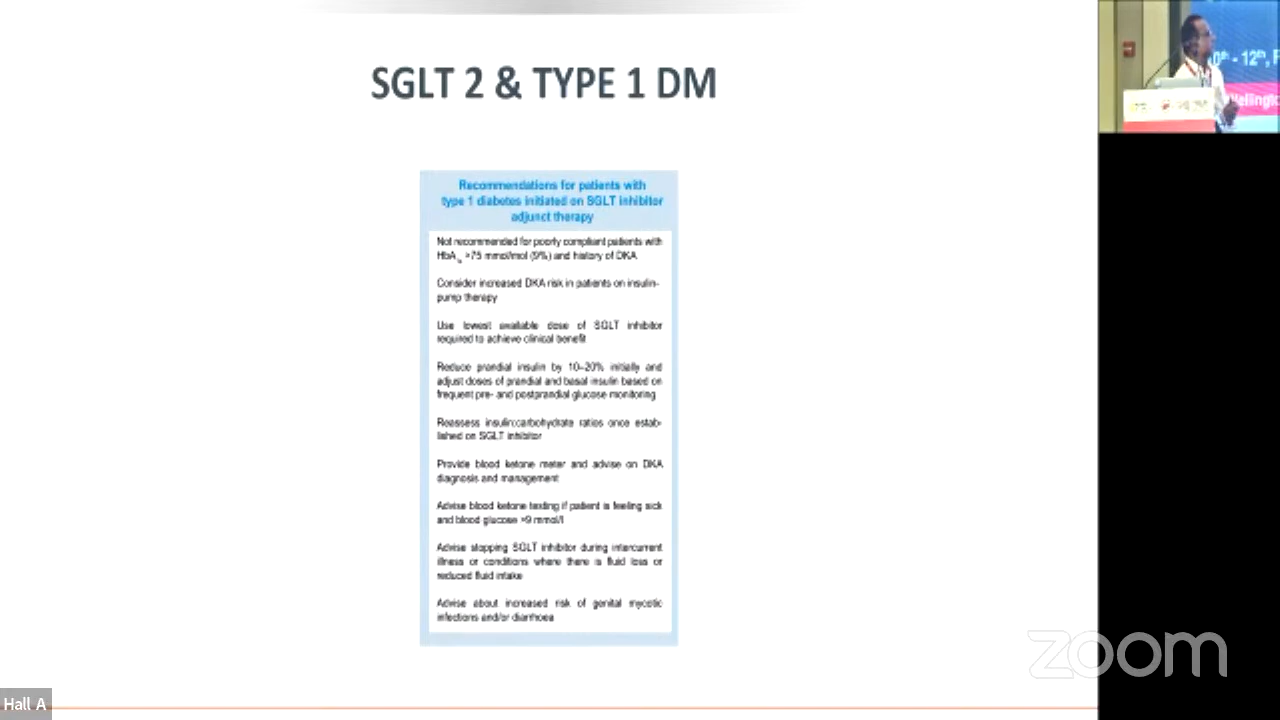 SGLT 2 & TYPE 1 DM
Recommendations for patients with
type 1 diabetes initiated on SGLT inhibitor
adjunct therapy
Not recommended for poorly compliant patients with
HbA >75 mmol/mol (9%) and history of DKA
Consider increased DKA risk in patients on insulin-
pump therapy
Use lowest available dose of SGLT inhibitor
required to achieve clinical benefit
Reduce prandial insulin by 10–20% initially and
adjust doses of prandial and basal insulin based on
frequent pre- and postprandial glucose monitoring
Reassess insulin:carbohydrate ratios once estab-
lished on SGLT inhibitor
Provide blood ketone meter and advise on DKA
diagnosis and management
Advise blood ketone testing if patient is feeling sick
and blood glucose >9 mmol/l
Advise stopping SGLT inhibitor during intercurrent
illness or conditions where there is fluid loss or
reduced fluid intake
Advise about increased risk of genital mycotic
infections and/or diarrhoea
- 12th, F
Wellingto
zoom
Hall A